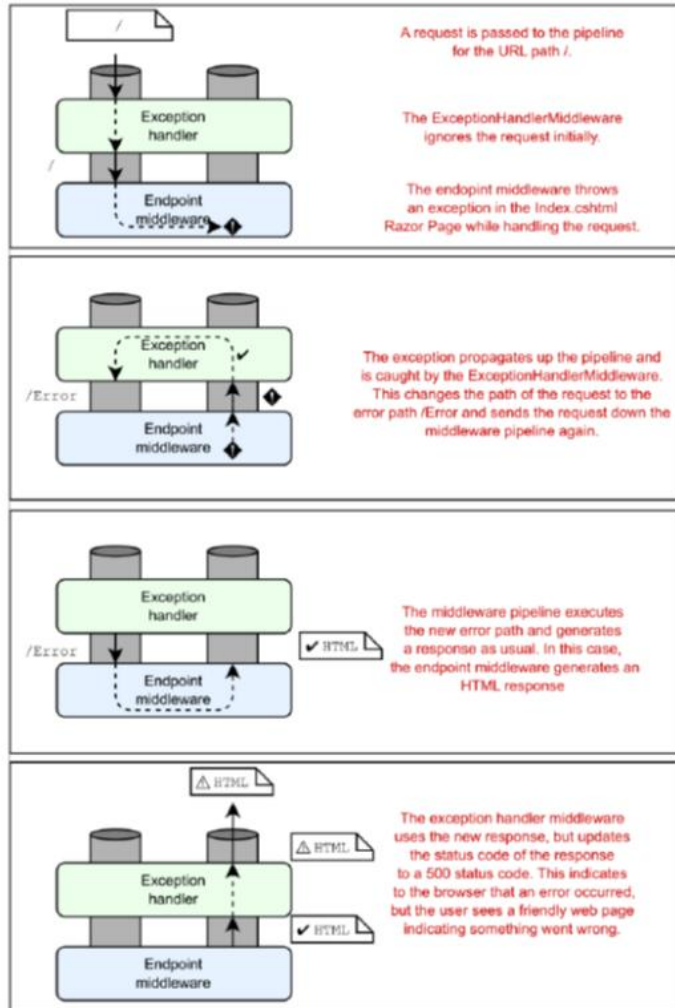 /
A request is passed to the pipeline
for the URL path /.
Exception
handler
The ExceptionHandlerMiddleware
ignores the request initially.
/
Endpoint
middleware
The endopint middleware throws
an exception in the Index.cshtml
Razor Page while handling the request.
Exception
handler
/Error
Endpoint
middleware
The exception propagates up the pipeline and
is caught by the ExceptionHandlerMiddleware.
This changes the path of the request to the
error path /Error and sends the request down the
middleware pipeline again.
Exception
handler
/Error
HTML
Endpoint
middleware
The middleware pipeline executes
the new error path and generates
a response as usual. In this case,
the endpoint middleware generates an
HTML response
HTML
HTML
Exception
handler
HTML
Endpoint
middleware
The exception handler middleware
uses the new response, but updates
the status code of the response
to a 500 status code. This indicates
to the browser that an error occurred,
but the user sees a friendly web page
indicating something went wrong.